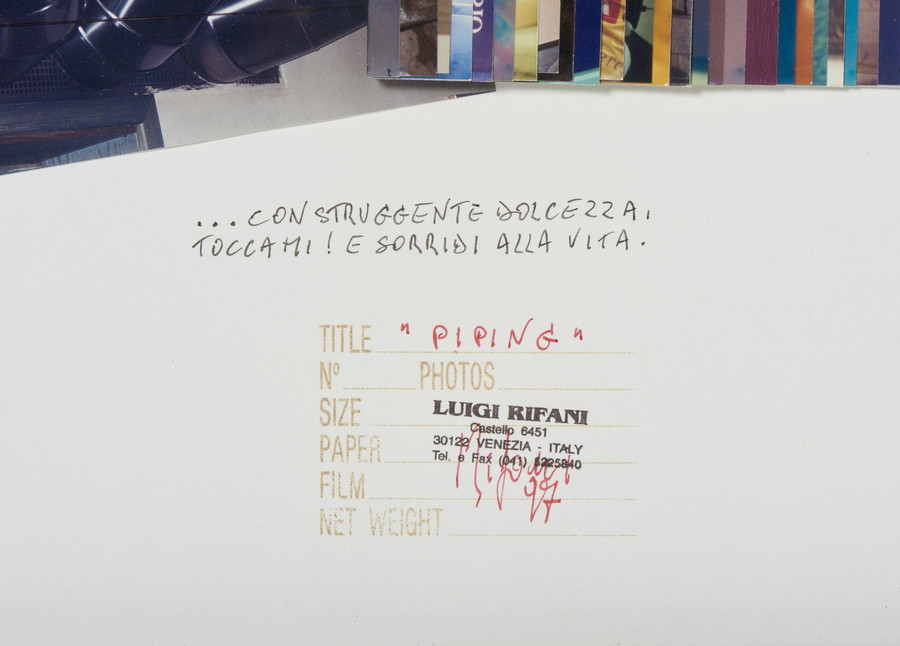 ... CON STRUGGENTE DOLCEZZA,
TOCCAMI! E SORRIDI ALLA VITA.
TITLE " PIPING "
Nº PHOTOS
SIZE
LUIGI RIFANI
Castello 6451
30122 VENEZIA - ITALY
PAPER
Tel. e Fax (041) 5225840
Rifani
97
FILM
NET WEIGHT